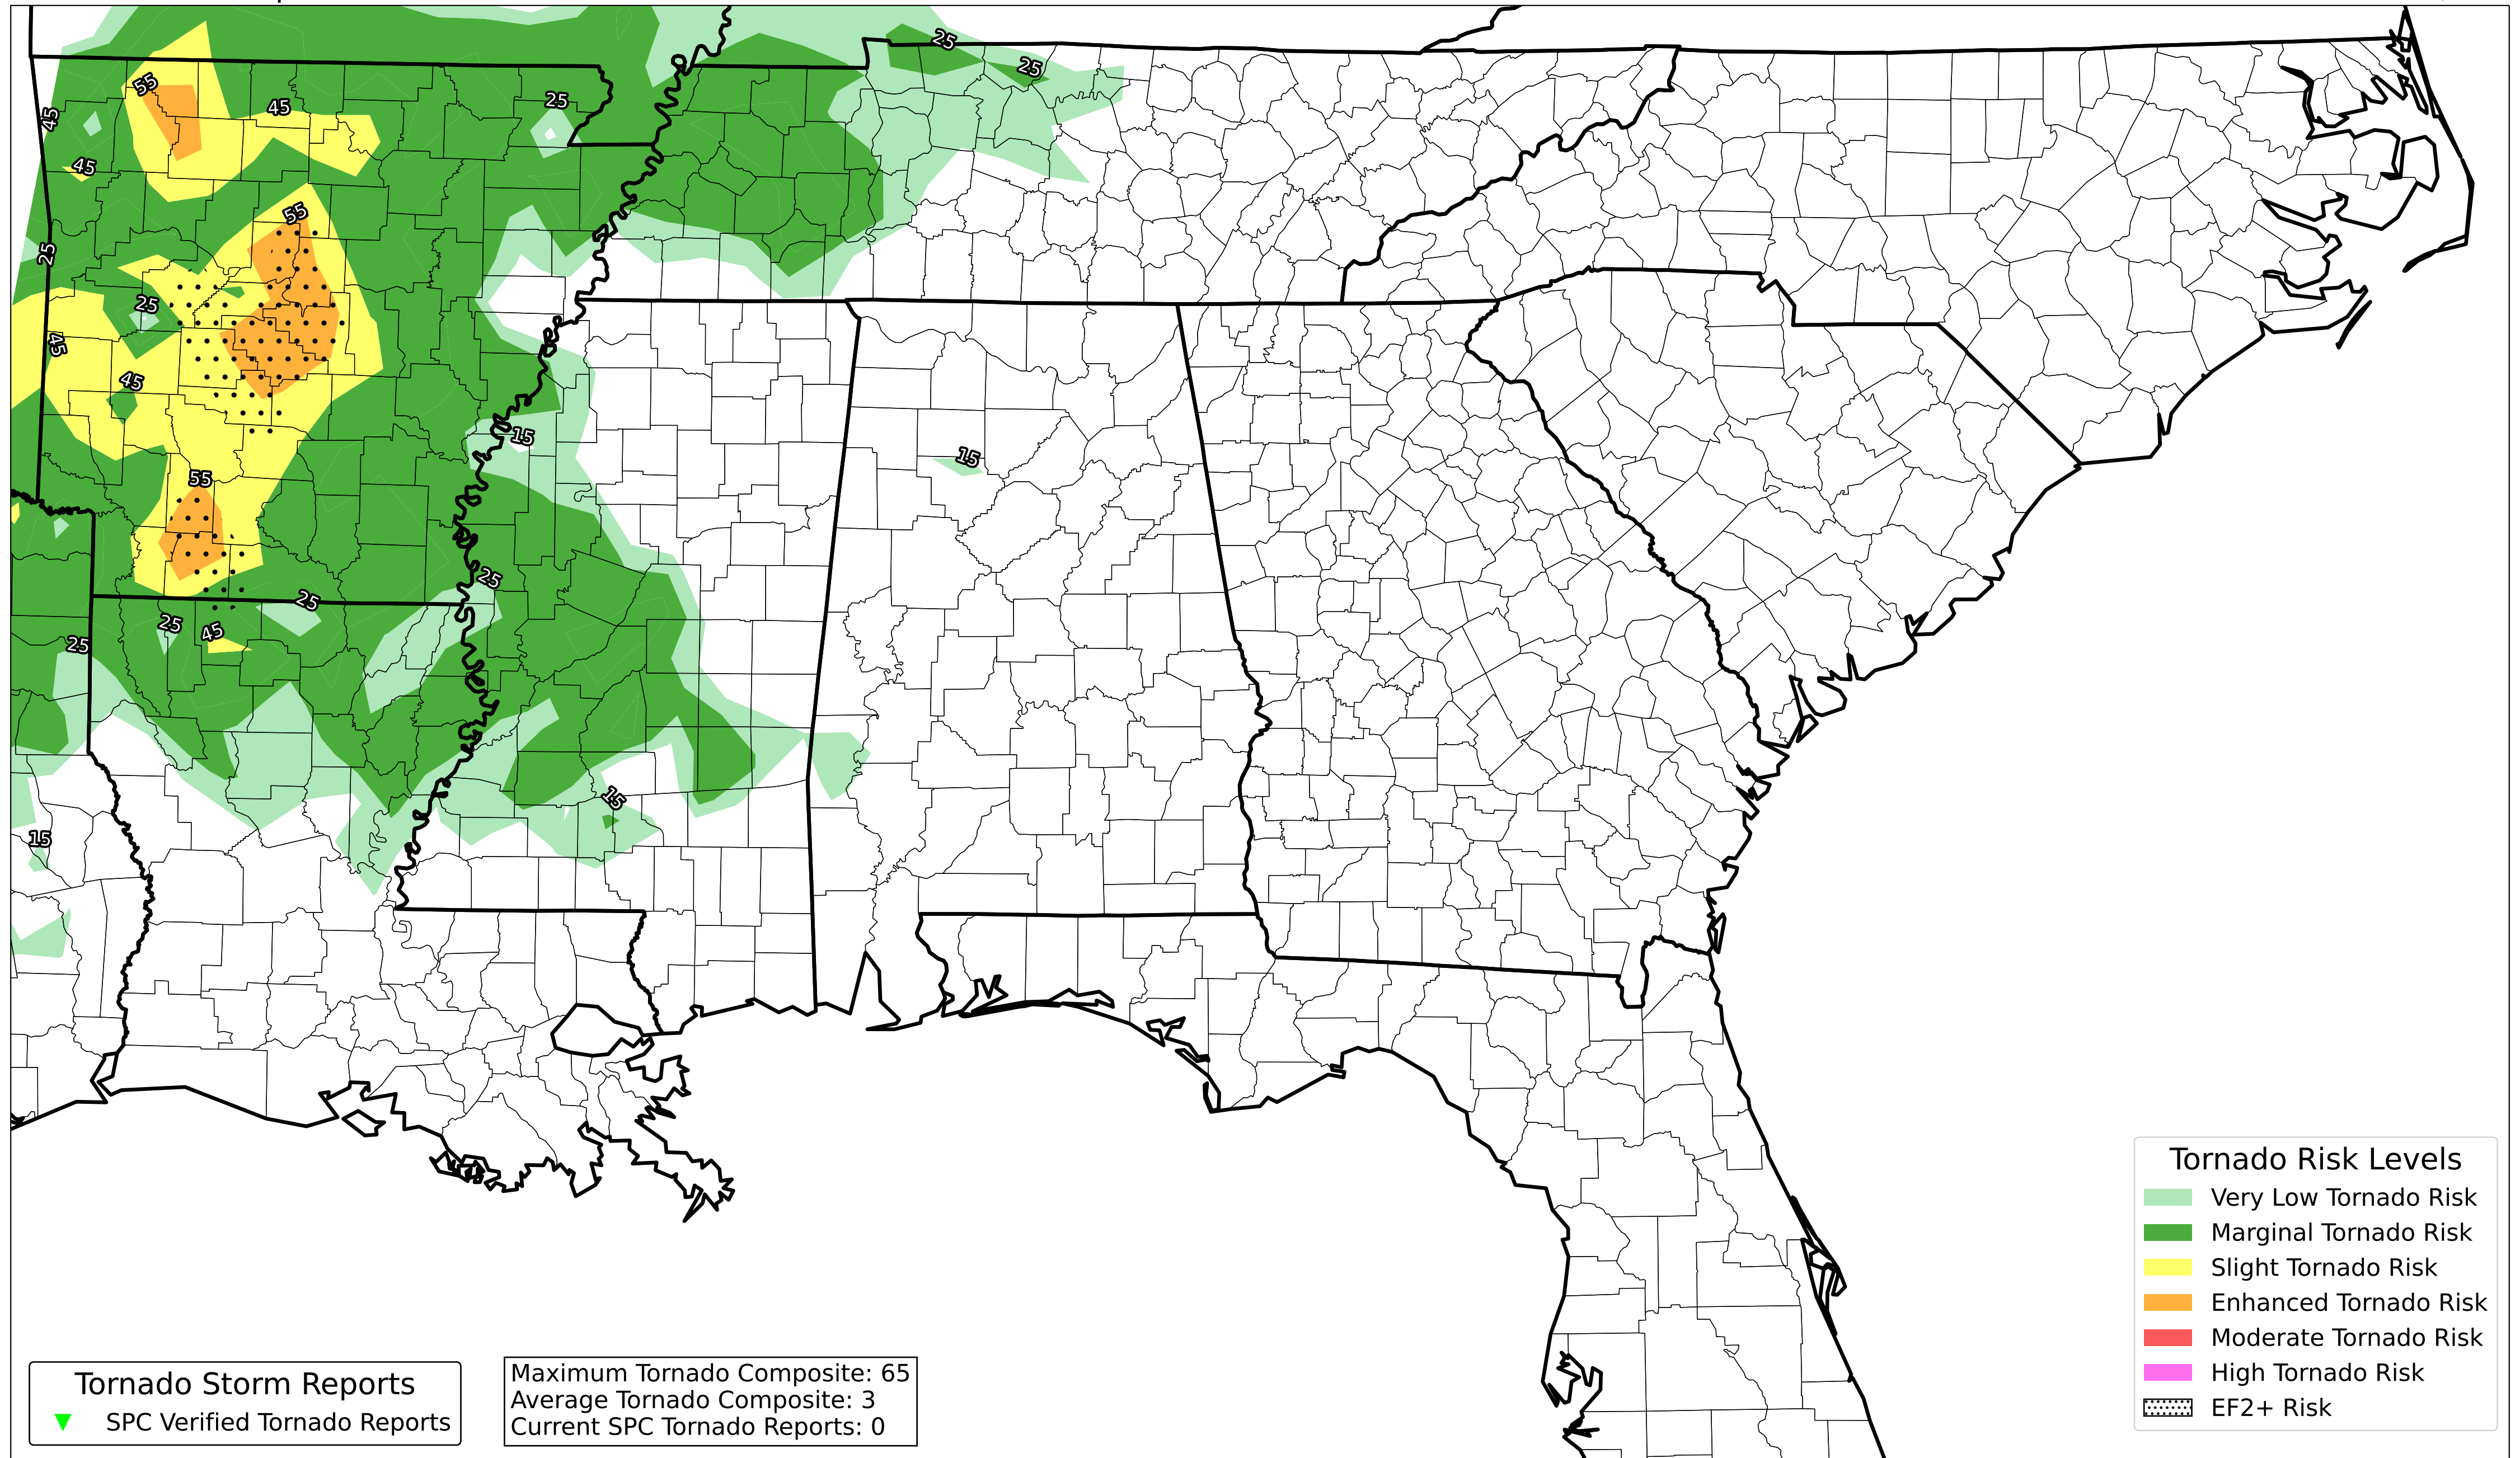 25
25
55
45
45
25
45
55
25
25
45
45
15
15
55
25
25
25
45
25
15
15
Tornado Risk Levels
Very Low Tornado Risk
Marginal Tornado Risk
Slight Tornado Risk
Enhanced Tornado Risk
Moderate Tornado Risk
High Tornado Risk
EF2+ Risk
Tornado Storm Reports
SPC Verified Tornado Reports
Maximum Tornado Composite: 65
Average Tornado Composite: 3
Current SPC Tornado Reports: 0